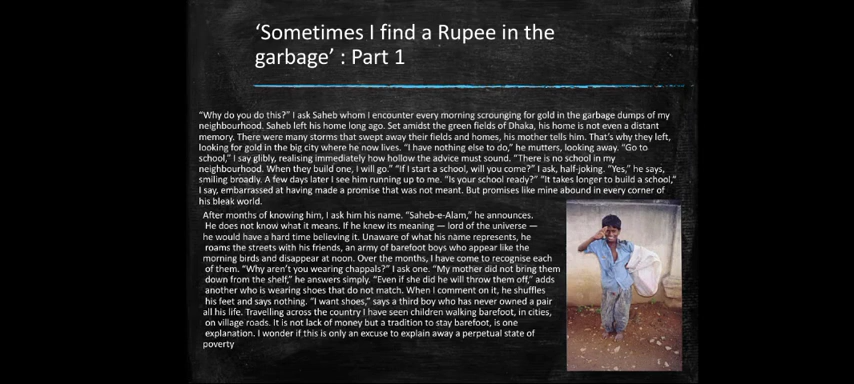 ‘Sometimes I find a Rupee in the
garbage’ : Part 1
“Why do you do this?” I ask Saheb whom I encounter every morning scrounging for gold in the garbage dumps of my
neighbourhood. Saheb left his home long ago. Set amidst the green fields of Dhaka, his home is not even a distant
memory. There were many storms that swept away their fields and homes, his mother tells him. That’s why they left,
looking for gold in the big city where he now lives. “I have nothing else to do,” he mutters, looking away. “Go to
school,” I say glibly, realising immediately how hollow the advice must sound. “There is no school in my
neighbourhood. When they build one, I will go.” “If I start a school, will you come?” I ask, half-joking. “Yes,” he says,
smiling broadly. A few days later I see him running up to me. “Is your school ready?” “It takes longer to build a school,”
I say, embarrassed at having made a promise that was not meant. But promises like mine abound in every corner of
his bleak world.
After months of knowing him, I ask him his name. “Saheb-e-Alam,” he announces.
He does not know what it means. If he knew its meaning — lord of the universe —
he would have a hard time believing it. Unaware of what his name represents, he
roams the streets with his friends, an army of barefoot boys who appear like the
morning birds and disappear at noon. Over the months, I have come to recognise each
of them. “Why aren’t you wearing chappals?” I ask one. “My mother did not bring them
down from the shelf,” he answers simply. “Even if she did he will throw them off,” adds
another who is wearing shoes that do not match. When I comment on it, he shuffles
his feet and says nothing. “I want shoes,” says a third boy who has never owned a pair
all his life. Travelling across the country I have seen children walking barefoot, in cities,
on village roads. It is not lack of money but a tradition to stay barefoot, is one
explanation. I wonder if this is only an excuse to explain away a perpetual state of
poverty